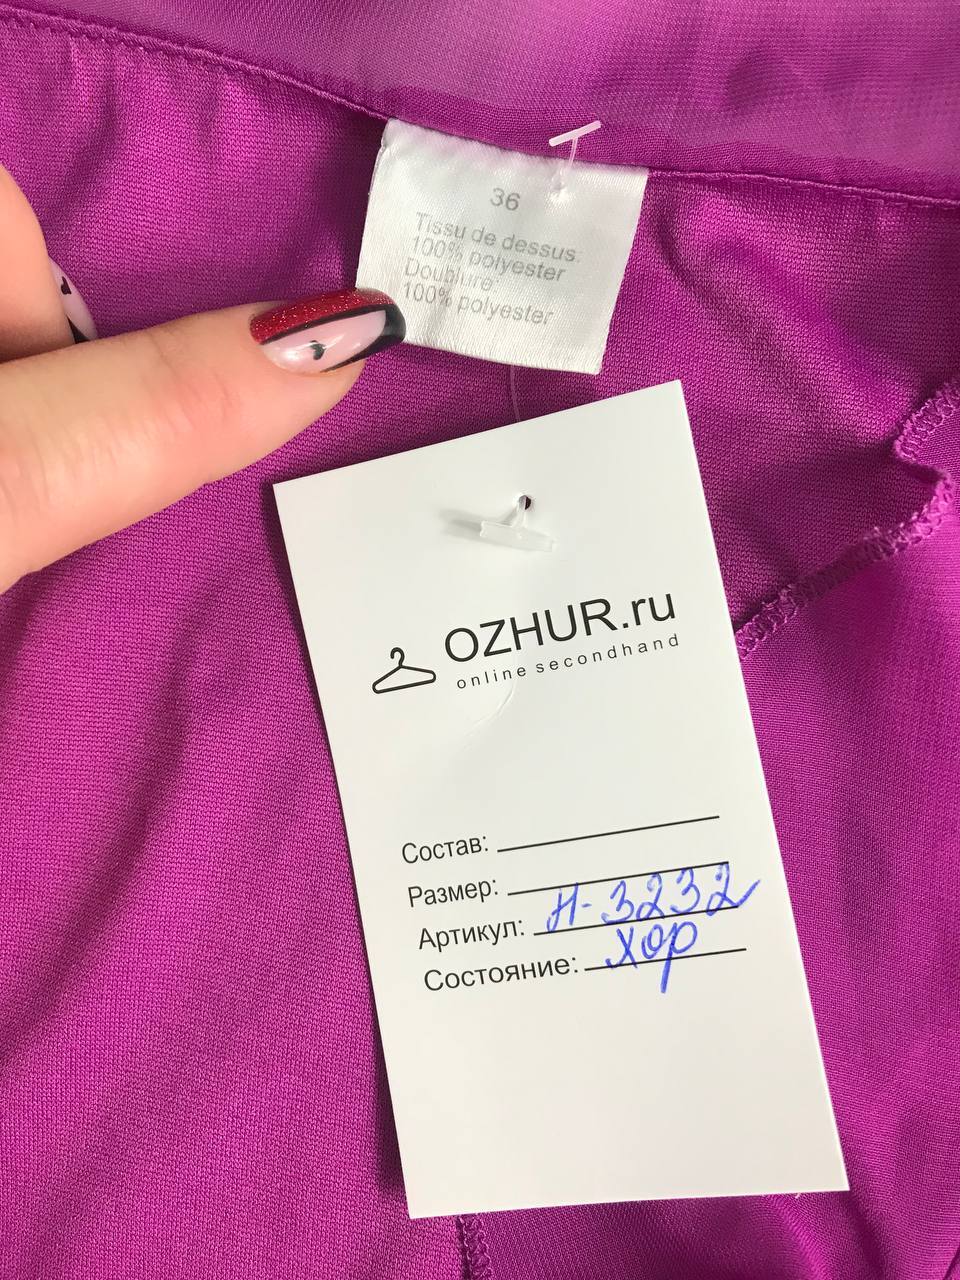 36
Tissu de dessus:
100% polyester
Doublure:
100% polyester
OZHUR.ru
online secondhand
Состав:
Размер:
Артикул: Н-3232
Состояние: хор